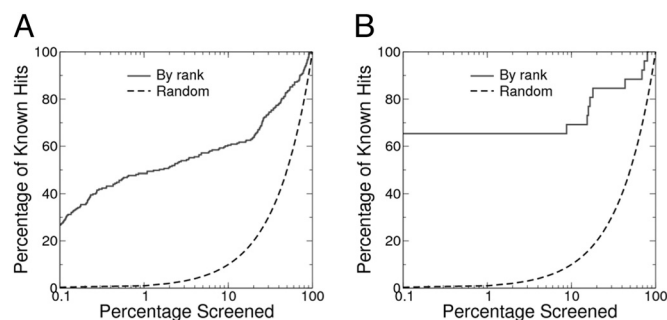 A
Percentage of Known Hits
100
80
60
40
20
0
By rank
Random
0.1 1 10 100
Percentage Screened
B
Percentage of Known Hits
100
80
60
40
20
0
By rank
Random
0.1 1 10 100
Percentage Screened